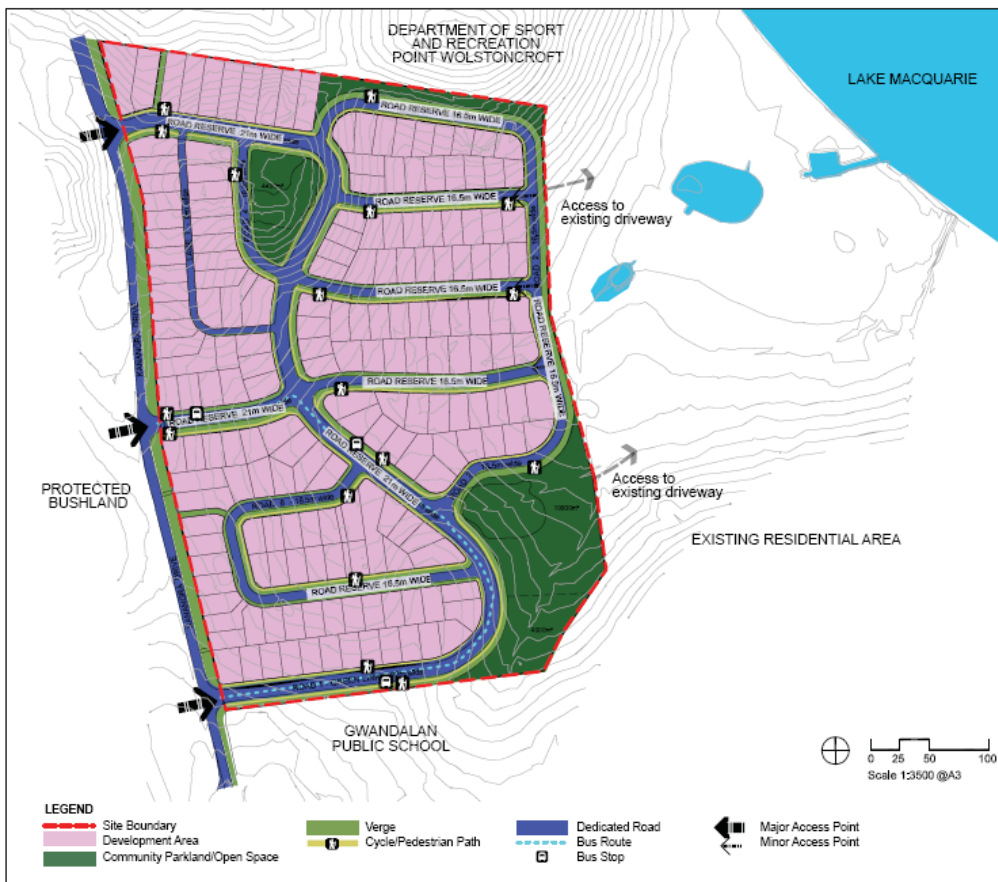 DEPARTMENT OF SPORT
AND RECREATION
POINT WOLSTONCROFT
LAKE MACQUARIE
ROAD RESERVE 16.5m WIDE
ROAD RESERVE 21m WIDE
ROAD RESERVE 16.5m WIDE
Access to
existing driveway
ROAD RESERVE 16.5m WIDE
ROAD RESERVE 16.5m WIDE
ROAD RESERVE 16.5m WIDE
ROAD RESERVE 21m WIDE
ROAD RESERVE 21m WIDE
PROTECTED
BUSHLAND
Access to
existing driveway
EXISTING RESIDENTIAL AREA
ROAD RESERVE 16.5m WIDE
GWANDALAN
PUBLIC SCHOOL
0 25 50 100
Scale 1:3500 @A3
LEGEND
Site Boundary
Development Area
Community Parkland/Open Space
Verge
Cycle/Pedestrian Path
Dedicated Road
Bus Route
Bus Stop
Major Access Point
Minor Access Point